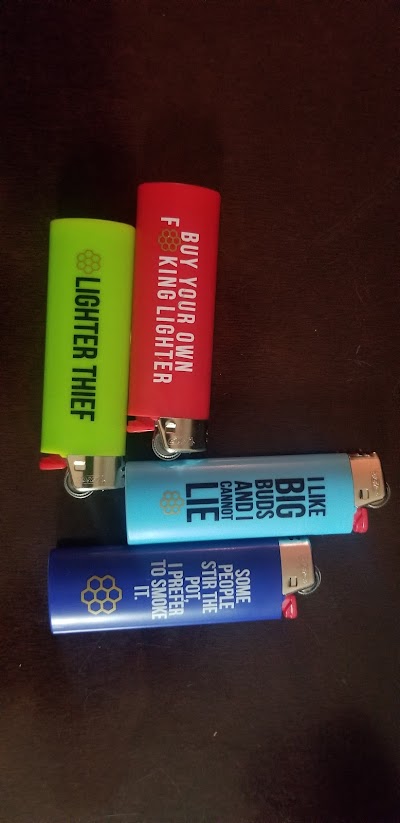 LIGHTER THIEF
BUY YOUR OWN
F KING LIGHTER
I LIKE
BIG
BUDS
AND I
CANNOT
LIE
SOME
PEOPLE
STIR THE
POT,
I PREFER
TO SMOKE
IT.